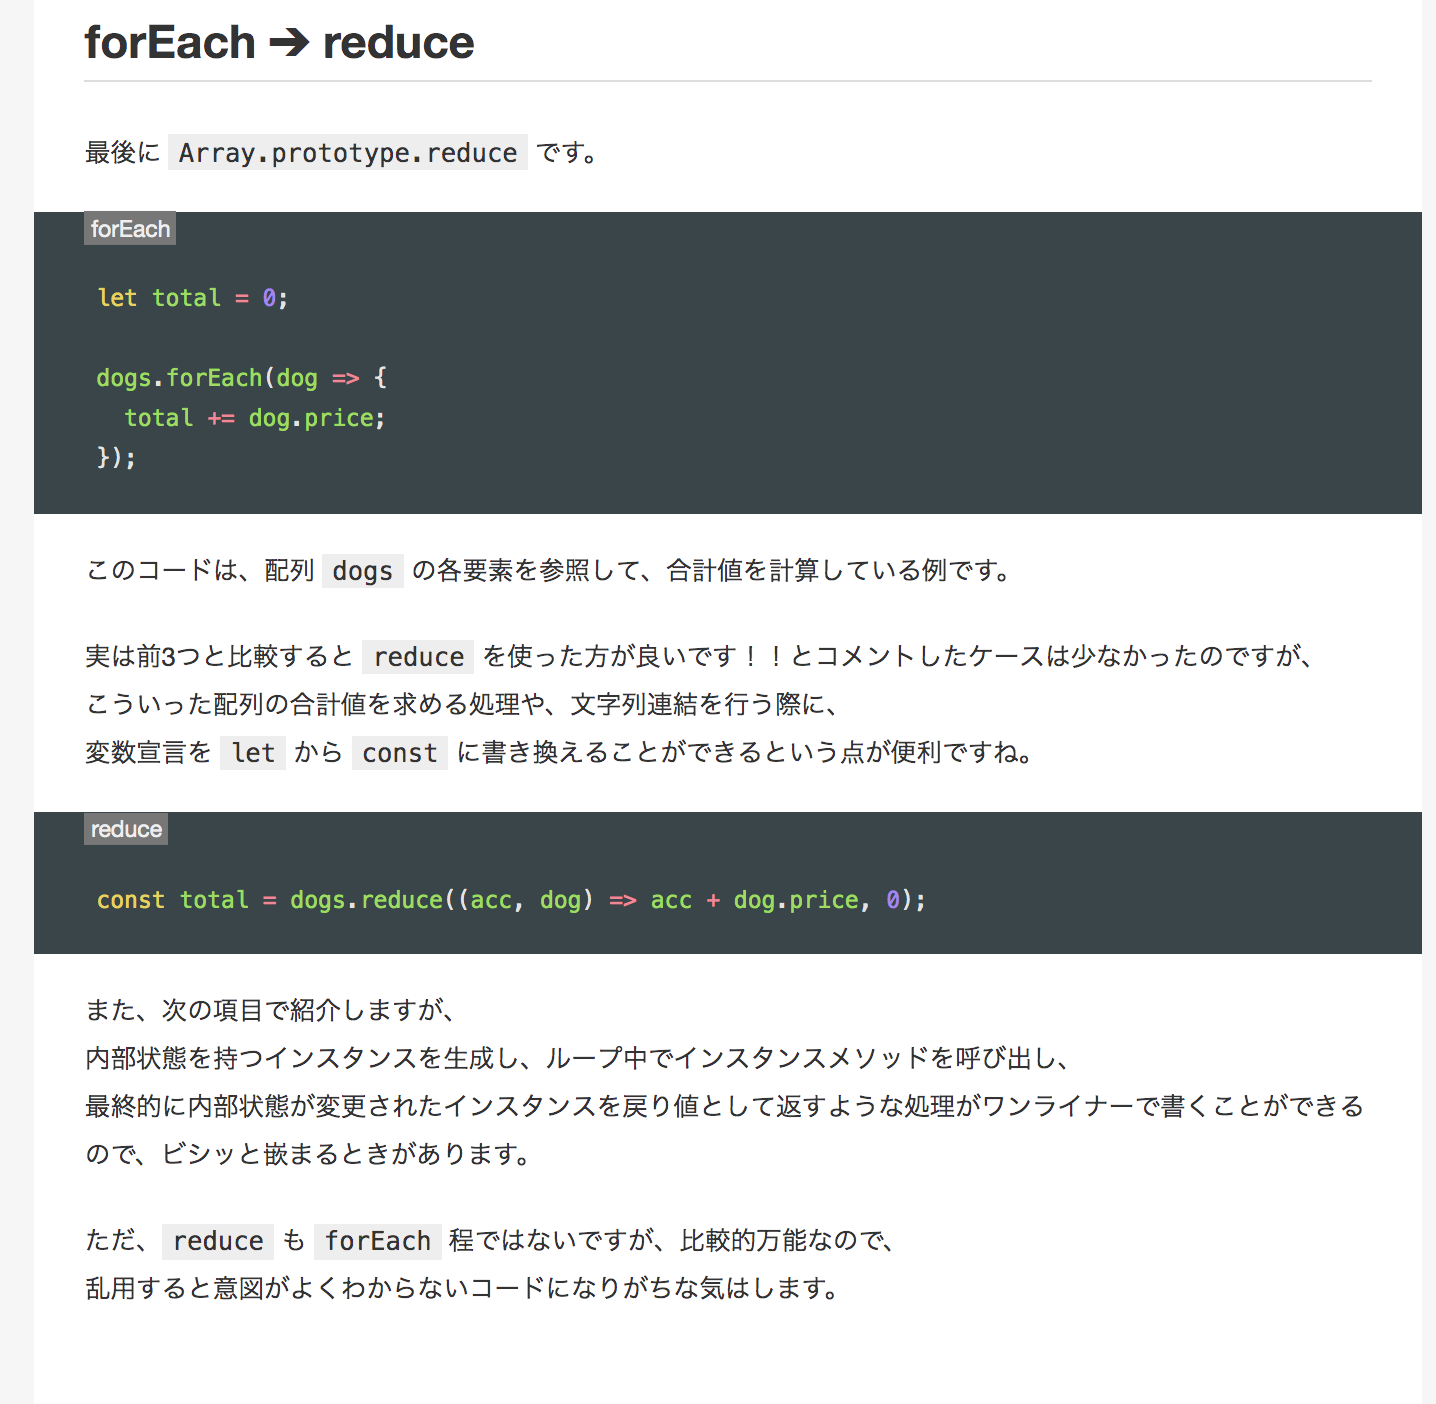 forEach ➔ reduce
最後に Array.prototype.reduce です。
forEach
let total = 0;
dogs.forEach(dog => {
  total += dog.price;
});
このコードは、配列 dogs の各要素を参照して、合計値を計算している例です。
実は前3つと比較すると reduce を使った方が良いです！！とコメントしたケースは少なかったのですが、
こういった配列の合計値を求める処理や、文字列連結を行う際に、
変数宣言を let から const に書き換えることができるという点が便利ですね。
reduce
const total = dogs.reduce((acc, dog) => acc + dog.price, 0);
また、次の項目で紹介しますが、
内部状態を持つインスタンスを生成し、ループ中でインスタンスメソッドを呼び出し、
最終的に内部状態が変更されたインスタンスを戻り値として返すような処理がワンライナーで書くことができる
ので、ビシッと嵌まるときがあります。
ただ、 reduce も forEach 程ではないですが、比較的万能なので、
乱用すると意図がよくわからないコードになりがちな気はします。